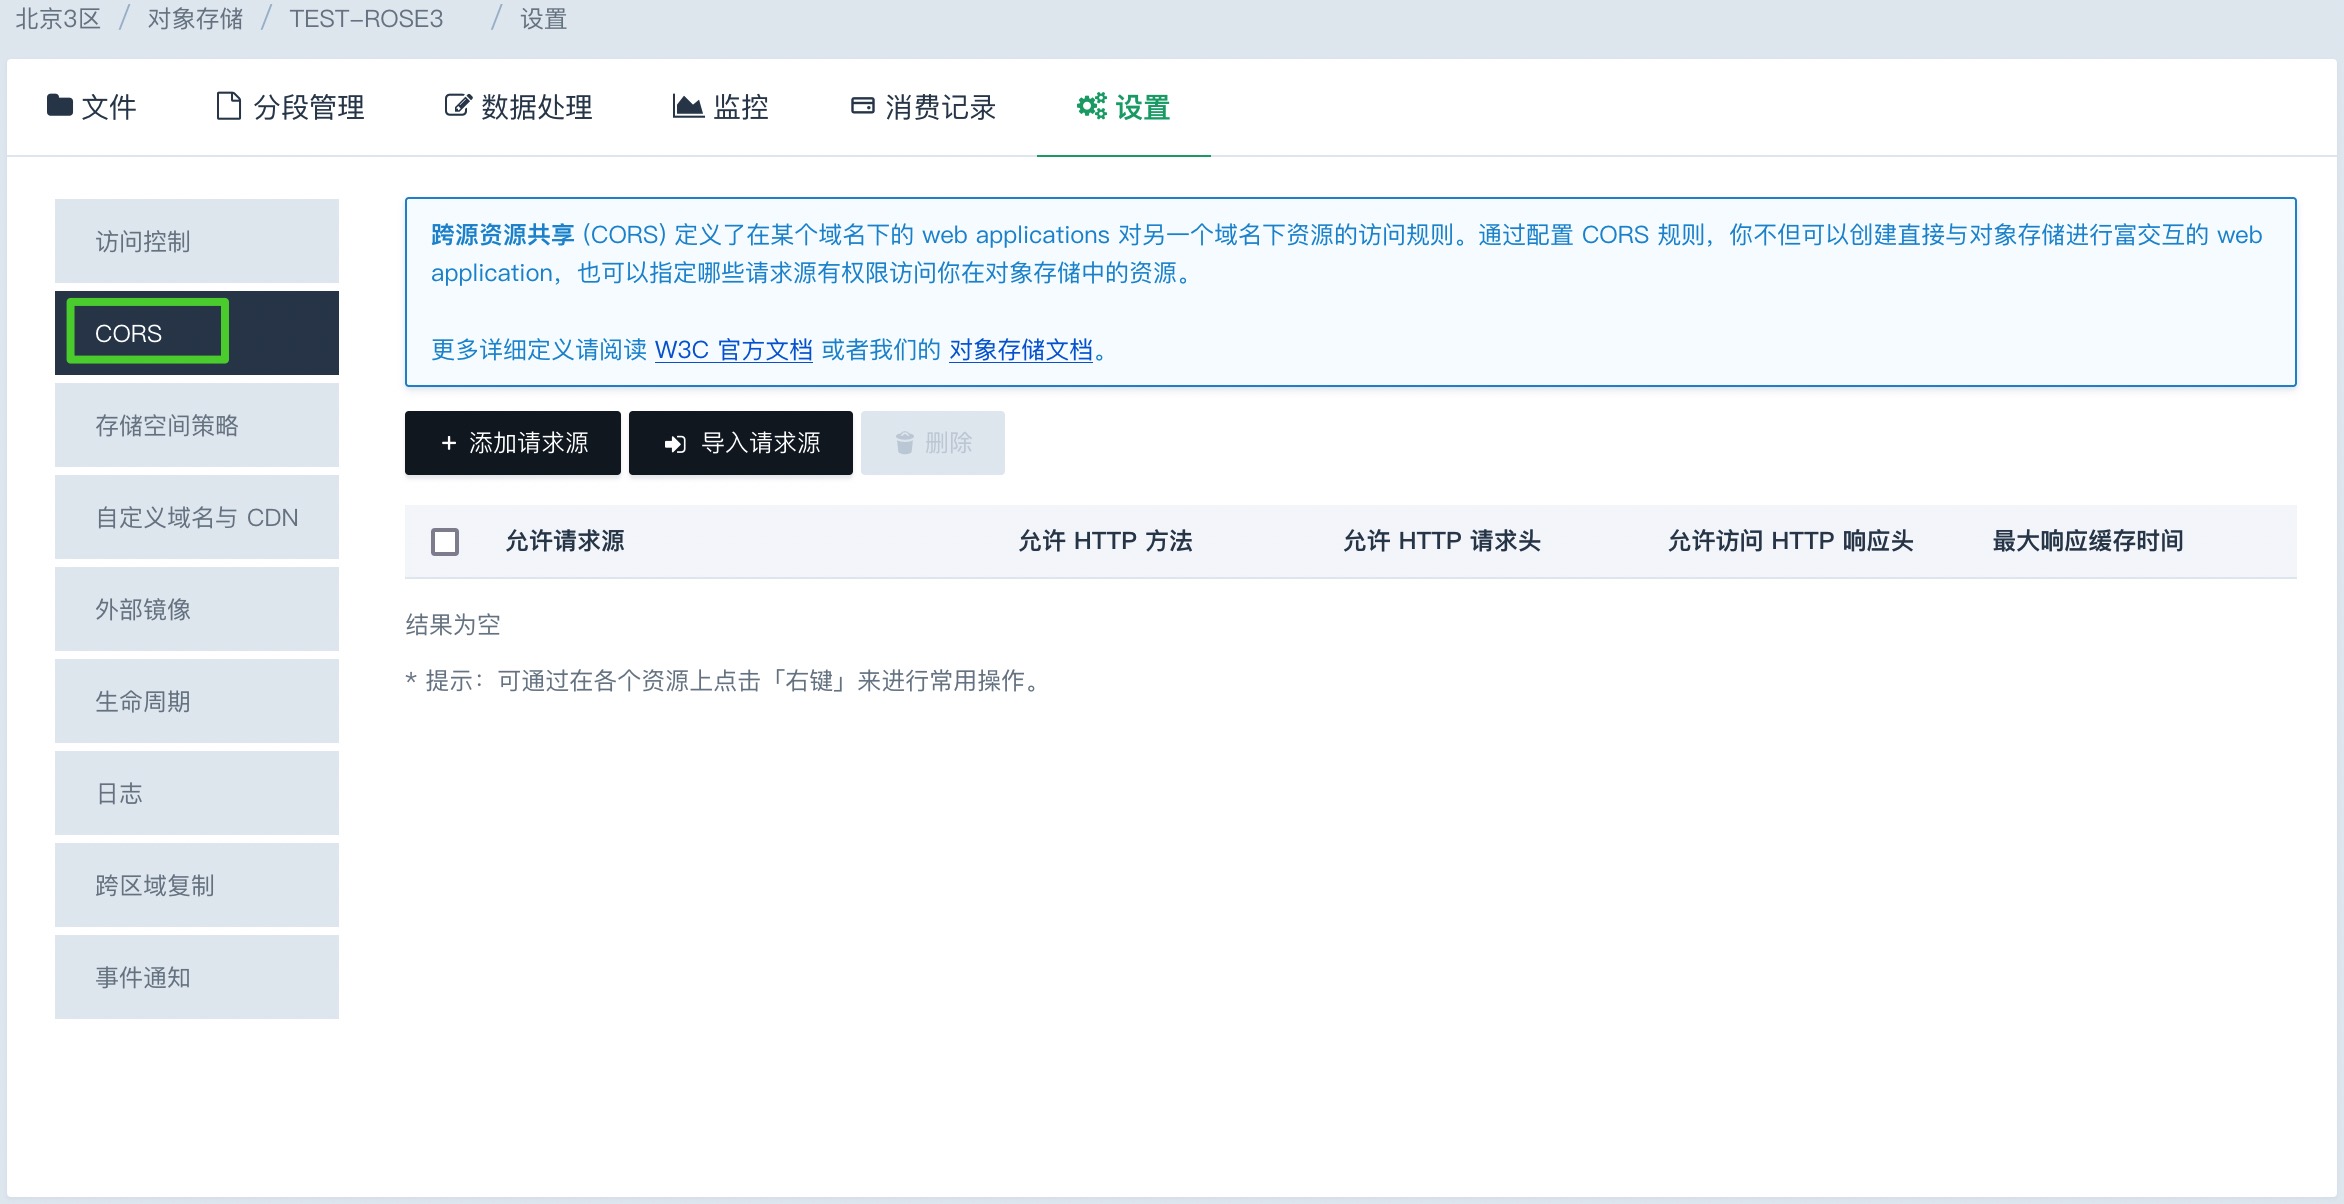 北京3区 / 对象存储 / TEST-ROSE3 / 设置
文件 分段管理 数据处理 监控 消费记录 设置
访问控制
CORS
存储空间策略
自定义域名与 CDN
外部镜像
生命周期
日志
跨区域复制
事件通知
跨源资源共享 (CORS) 定义了在某个域名下的 web applications 对另一个域名下资源的访问规则。通过配置 CORS 规则，你不但可以创建直接与对象存储进行富交互的 web
application，也可以指定哪些请求源有权限访问你在对象存储中的资源。
更多详细定义请阅读 W3C 官方文档 或者我们的 对象存储文档。
+ 添加请求源 导入请求源 删除
允许请求源 允许 HTTP 方法 允许 HTTP 请求头 允许访问 HTTP 响应头 最大响应缓存时间
结果为空
* 提示：可通过在各个资源上点击「右键」来进行常用操作。